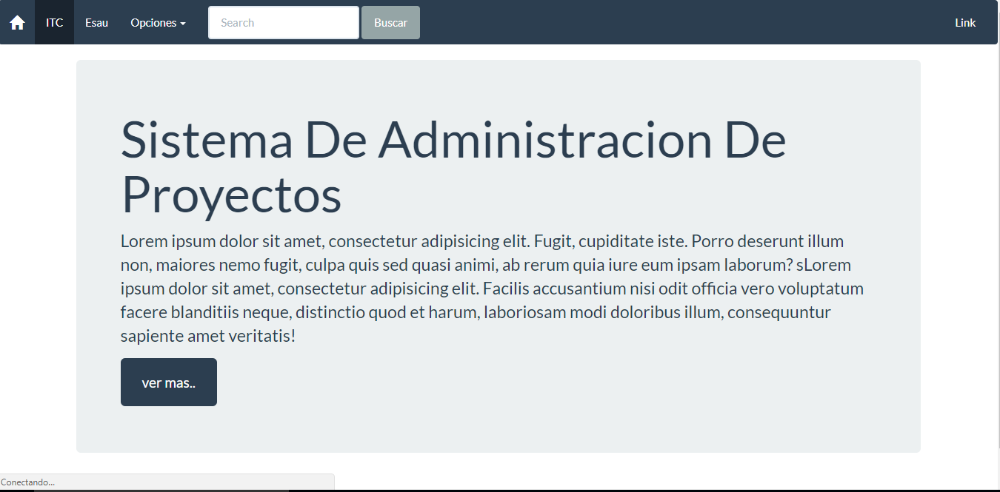 ITC Esau Opciones Search Buscar Link
Sistema De Administracion De
Proyectos
Lorem ipsum dolor sit amet, consectetur adipisicing elit. Fugit, cupiditate iste. Porro deserunt illum
non, maiores nemo fugit, culpa quis sed quasi animi, ab rerum quia iure eum ipsam laborum? sLorem
ipsum dolor sit amet, consectetur adipisicing elit. Facilis accusantium nisi odit officia vero voluptatum
facere blanditiis neque, distinctio quod et harum, laboriosam modi doloribus illum, consequuntur
sapiente amet veritatis!
ver mas..
Conectando...